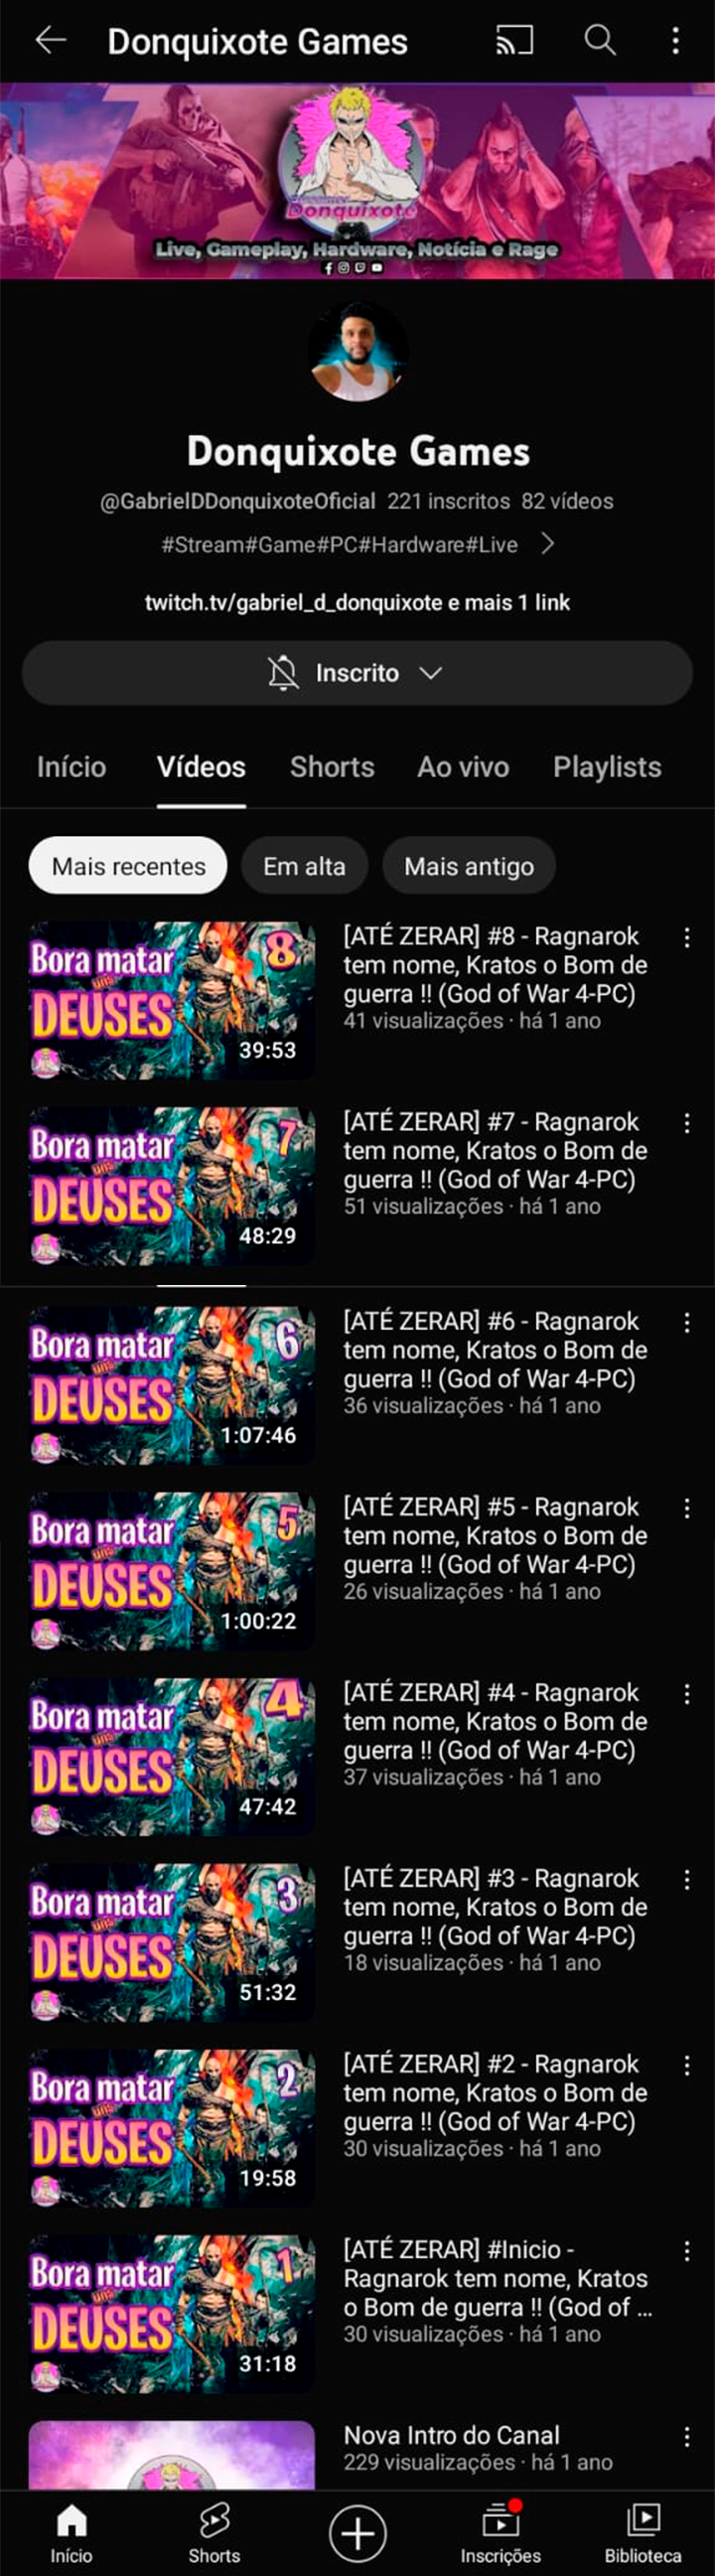 Donquixote Games
Donquixote
Live, Gameplay, Hardware, Notícia e Rage
Donquixote Games
@GabrielDDonquixoteOficial 221 inscritos 82 vídeos
#Stream#Game#PC#Hardware#Live
twitch.tv/gabriel_d_donquixote e mais 1 link
Inscrito
Início Vídeos Shorts Ao vivo Playlists
Mais recentes Em alta Mais antigo
Bora matar
uns
DEUSES
8
39:53
[ATÉ ZERAR] #8 - Ragnarok
tem nome, Kratos o Bom de
guerra !! (God of War 4-PC)
41 visualizações · há 1 ano
Bora matar
uns
DEUSES
7
48:29
[ATÉ ZERAR] #7 - Ragnarok
tem nome, Kratos o Bom de
guerra !! (God of War 4-PC)
51 visualizações · há 1 ano
Bora matar
uns
DEUSES
6
1:07:46
[ATÉ ZERAR] #6 - Ragnarok
tem nome, Kratos o Bom de
guerra !! (God of War 4-PC)
36 visualizações · há 1 ano
Bora matar
uns
DEUSES
5
1:00:22
[ATÉ ZERAR] #5 - Ragnarok
tem nome, Kratos o Bom de
guerra !! (God of War 4-PC)
26 visualizações · há 1 ano
Bora matar
uns
DEUSES
4
47:42
[ATÉ ZERAR] #4 - Ragnarok
tem nome, Kratos o Bom de
guerra !! (God of War 4-PC)
37 visualizações · há 1 ano
Bora matar
uns
DEUSES
3
51:32
[ATÉ ZERAR] #3 - Ragnarok
tem nome, Kratos o Bom de
guerra !! (God of War 4-PC)
18 visualizações · há 1 ano
Bora matar
uns
DEUSES
2
19:58
[ATÉ ZERAR] #2 - Ragnarok
tem nome, Kratos o Bom de
guerra !! (God of War 4-PC)
30 visualizações · há 1 ano
Bora matar
uns
DEUSES
1
31:18
[ATÉ ZERAR] #Inicio -
Ragnarok tem nome, Kratos
o Bom de guerra !! (God of ...
30 visualizações · há 1 ano
Nova Intro do Canal
229 visualizações · há 1 ano
Início Shorts Inscrições Biblioteca